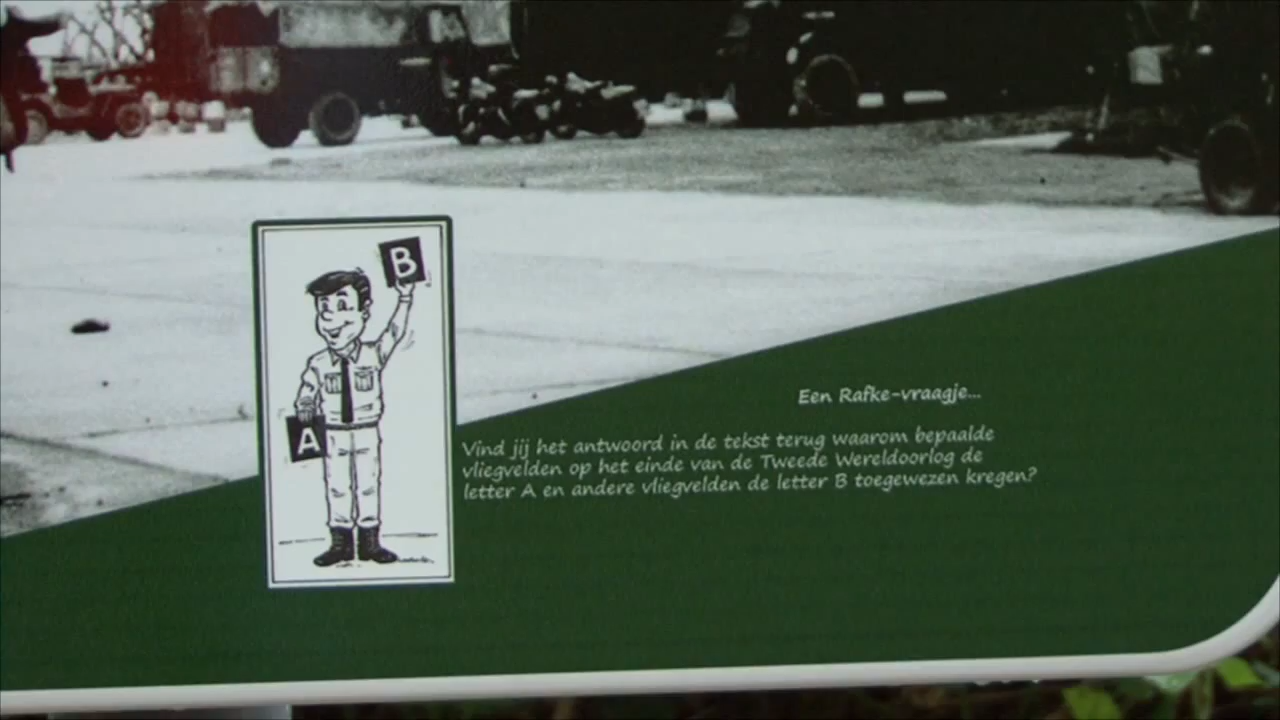 B
A
Een Rafke-vraagje...
Vind jij het antwoord in de tekst terug waarom bepaalde
vliegvelden op het einde van de Tweede Wereldoorlog de
letter A en andere vliegvelden de letter B toegewezen kregen?